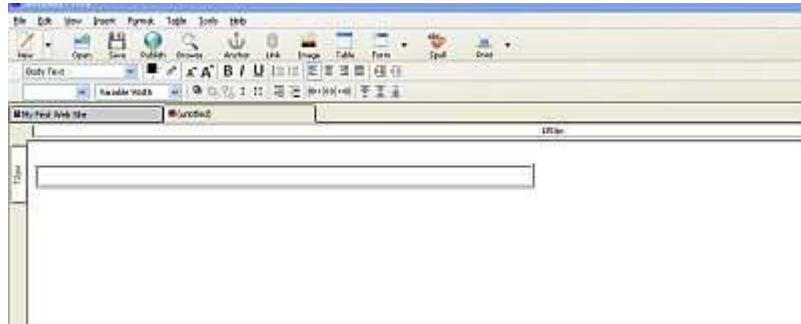 File Edit View Insert Format Table Tools Help
New Open Save Publish Browse Anchor Link Image Table Form Spell Print
Body Text B I U
Variable Width
My First Web Site (untitled)